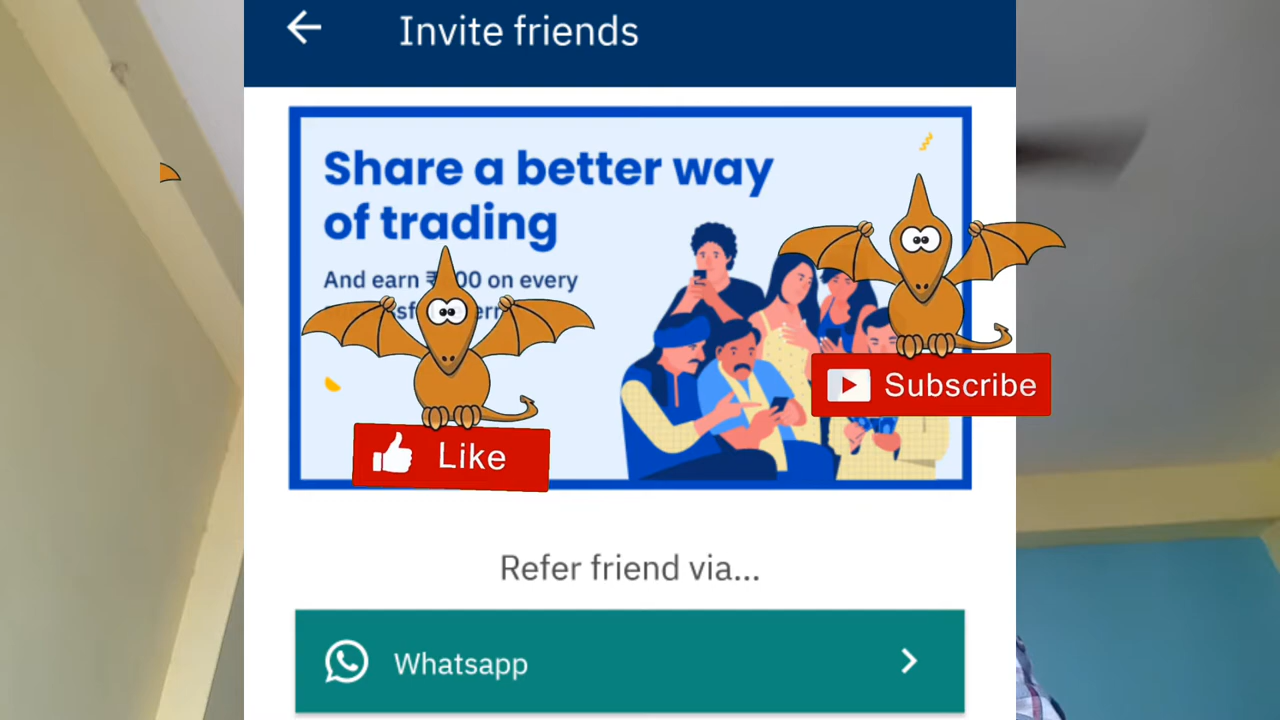 Invite friends
Share a better way
of trading
And earn on every
Like
Subscribe
Refer friend via...
Whatsapp